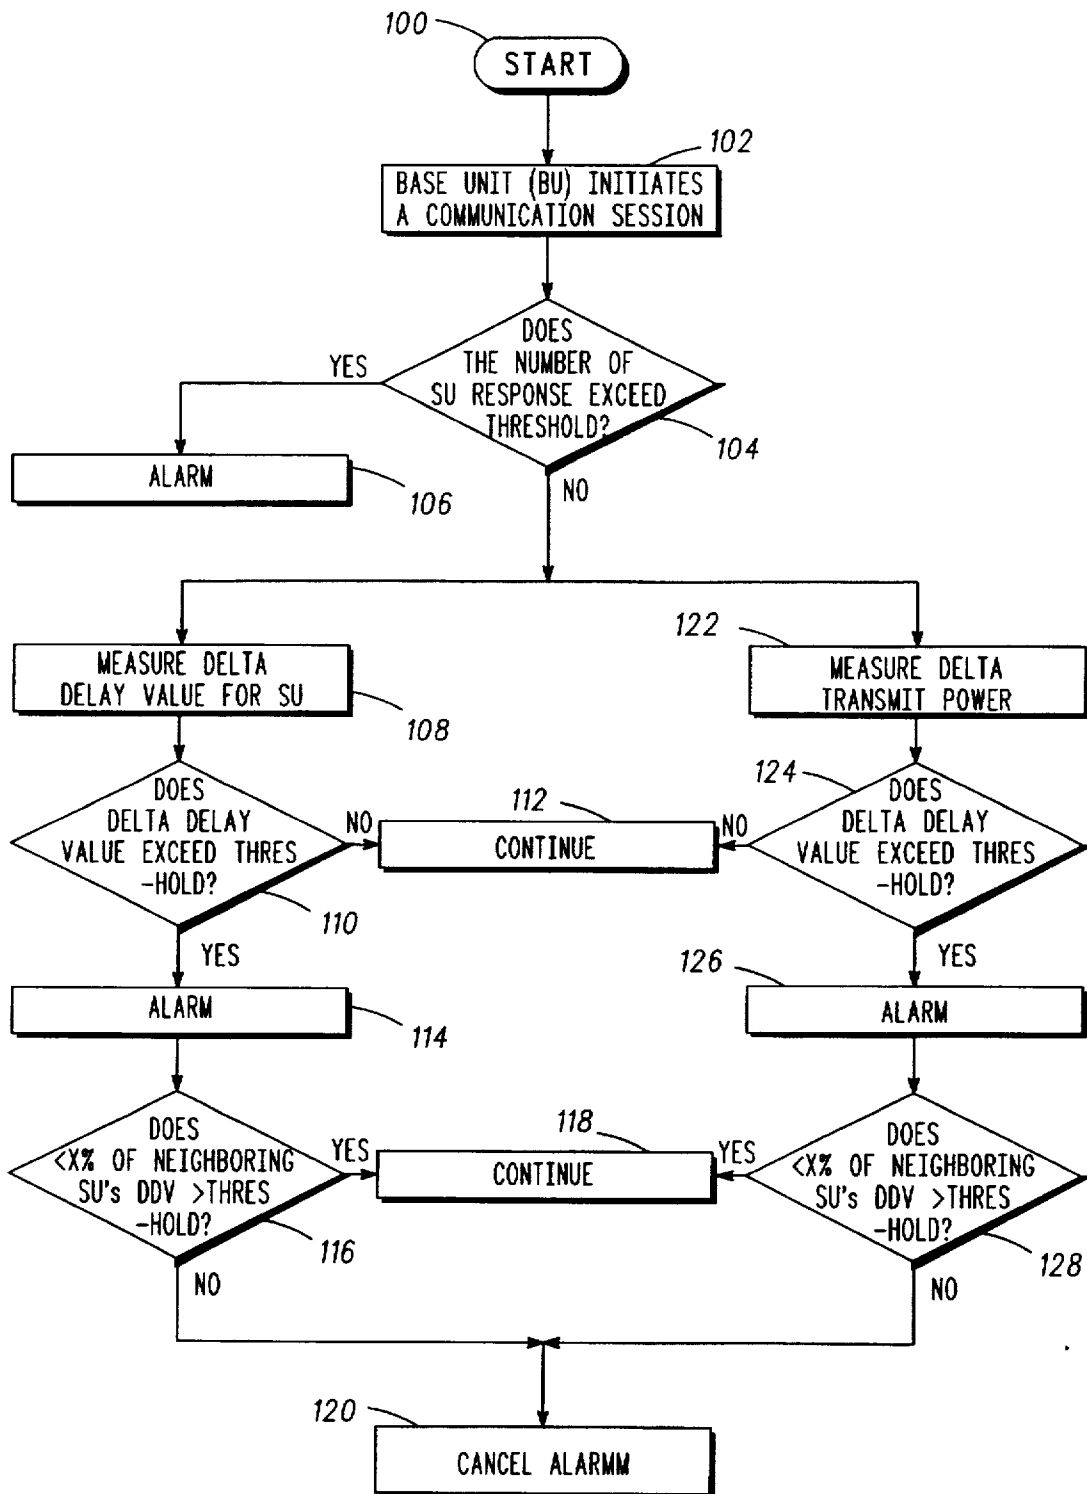 100
START
102
BASE UNIT (BU) INITIATES
A COMMUNICATION SESSION
DOES
THE NUMBER OF
SU RESPONSE EXCEED
THRESHOLD?
YES
104
ALARM
106
NO
MEASURE DELTA
DELAY VALUE FOR SU
108
122
MEASURE DELTA
TRANSMIT POWER
DOES
DELTA DELAY
VALUE EXCEED THRES
-HOLD?
110
NO
112
CONTINUE
NO
124
DOES
DELTA DELAY
VALUE EXCEED THRES
-HOLD?
YES
YES
ALARM
114
126
ALARM
DOES
<X% OF NEIGHBORING
SU's DDV >THRES
-HOLD?
116
YES
118
CONTINUE
YES
DOES
<X% OF NEIGHBORING
SU's DDV >THRES
-HOLD?
128
NO
NO
120
CANCEL ALARMM